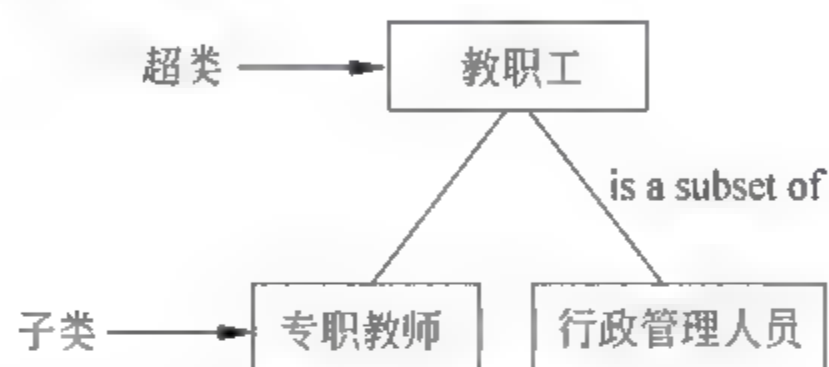 超类 教职工
is a subset of
子类 专职教师 行政管理人员